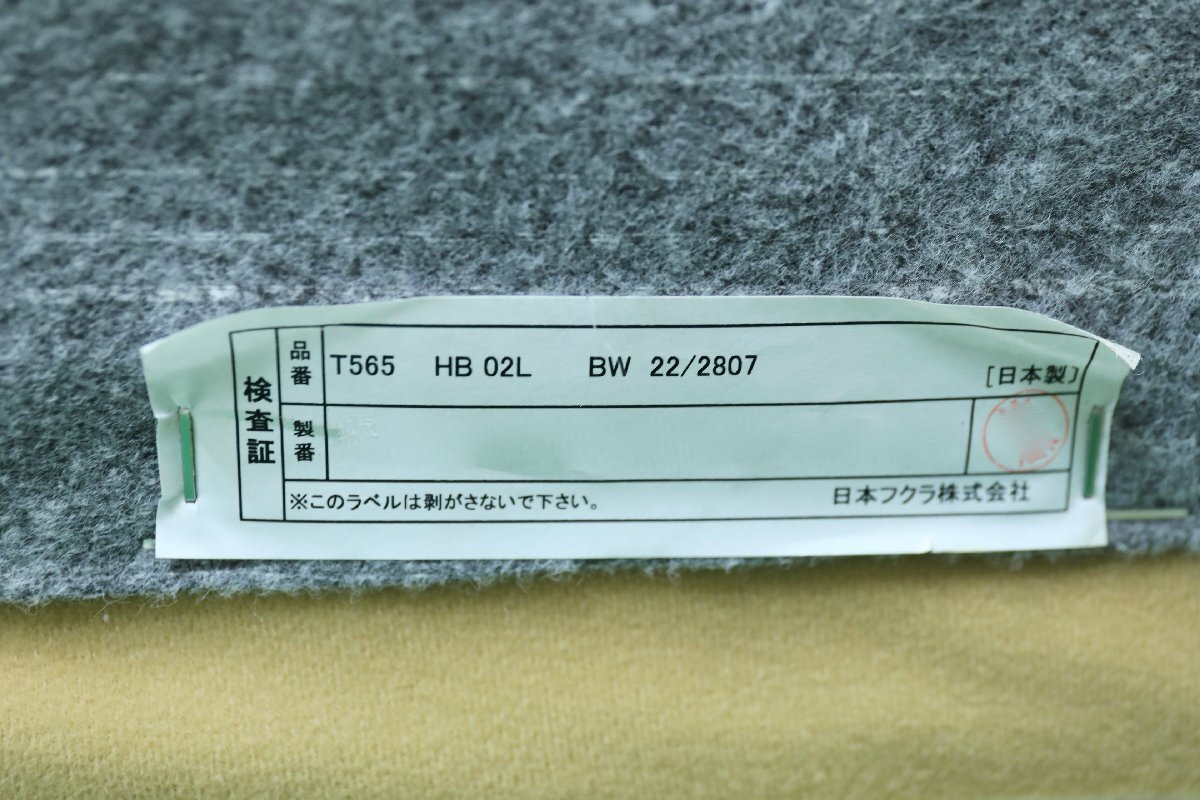 検査証
品番 T565 HB 02L BW 22/2807 [日本製]
製番
※このラベルは剥がさないで下さい。 日本フクラ株式会社